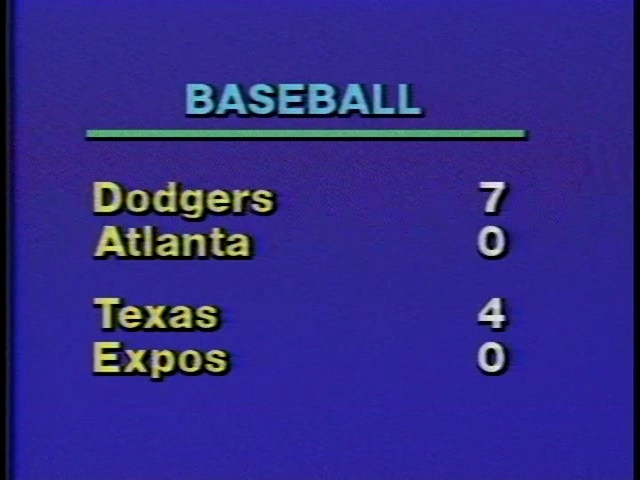 BASEBALL
Dodgers 7
Atlanta 0
Texas 4
Expos 0